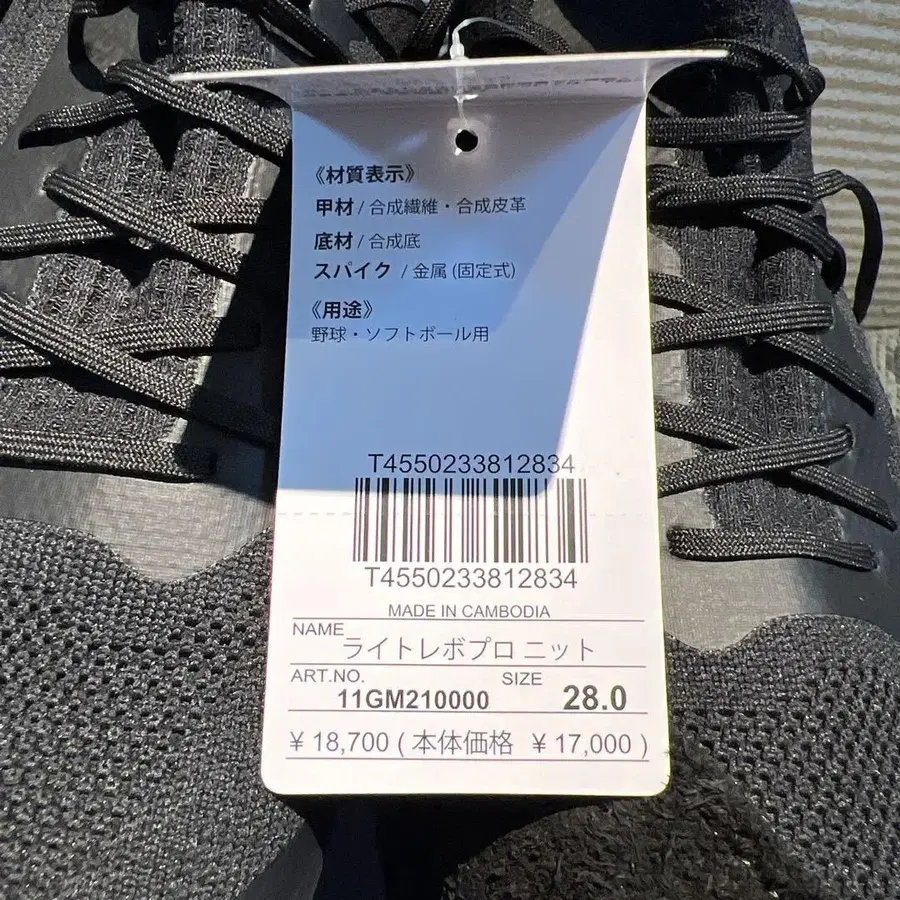 《材質表示》
甲材 / 合成繊維・合成皮革
底材 / 合成底
スパイク / 金属 (固定式)
《用途》
野球・ソフトボール用
T4550233812834
T4550233812834
MADE IN CAMBODIA
NAME ライトレボプロ ニット
ART.NO. 11GM210000 SIZE 28.0
¥ 18,700 ( 本体価格 ¥ 17,000 )